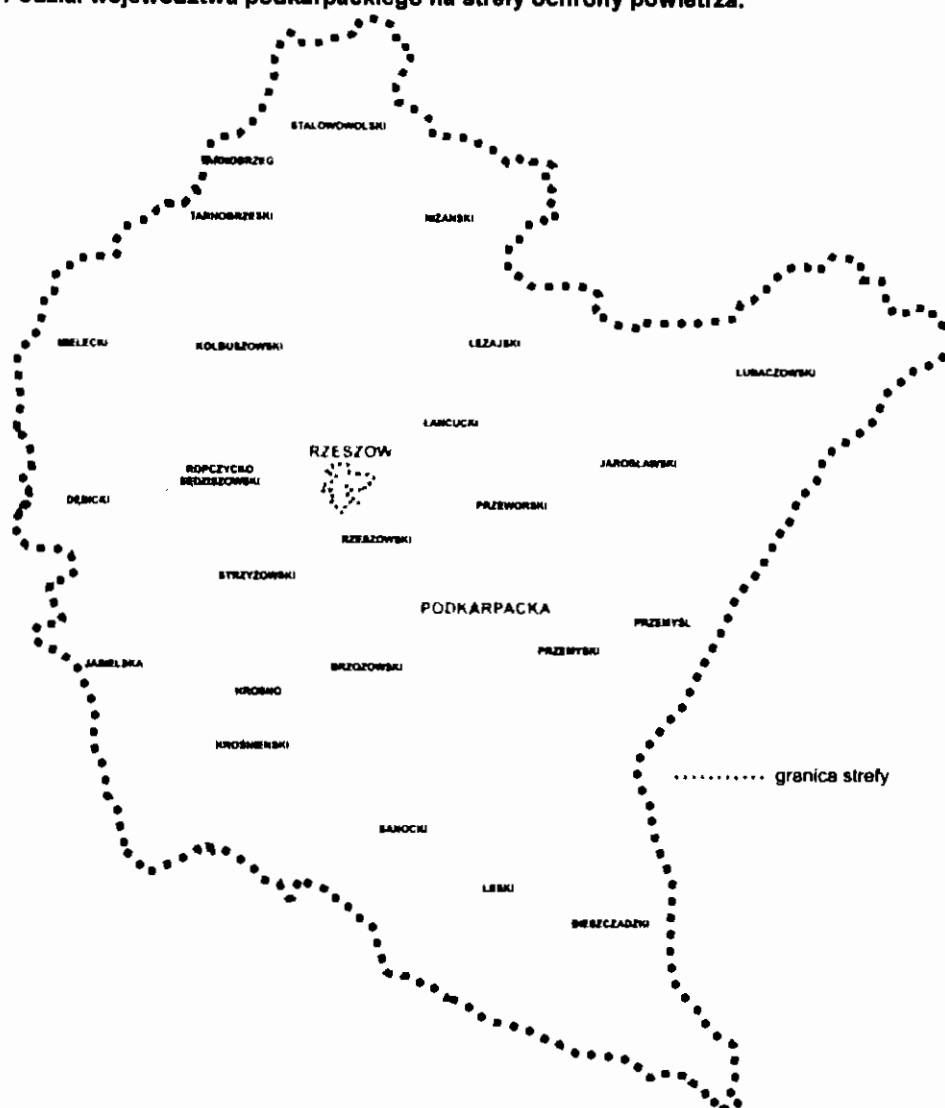 Podział województwa podkarpackiego na strefy ochrony powietrza.
STALOWOWOLSKI
TARNOBRZEG
TARNOBRZESKI
NIŻAŃSKI
MIELECKI
KOLBUSZOWSKI
LEŻAJSKI
LUBACZOWSKI
ŁAŃCUCKI
RZESZÓW
JAROSŁAWSKI
ROPCZYCKO
SĘDZISZOWSKI
DĘBICKI
PRZEWORSKI
RZESZOWSKI
STRZYŻOWSKI
PODKARPACKA
PRZEMYŚL
PRZEMYSKI
JASIELSKA
BRZOZOWSKI
KROSNO
KROŚNIEŃSKI
granica strefy
SANOCKI
LESKI
BIESZCZADZKI